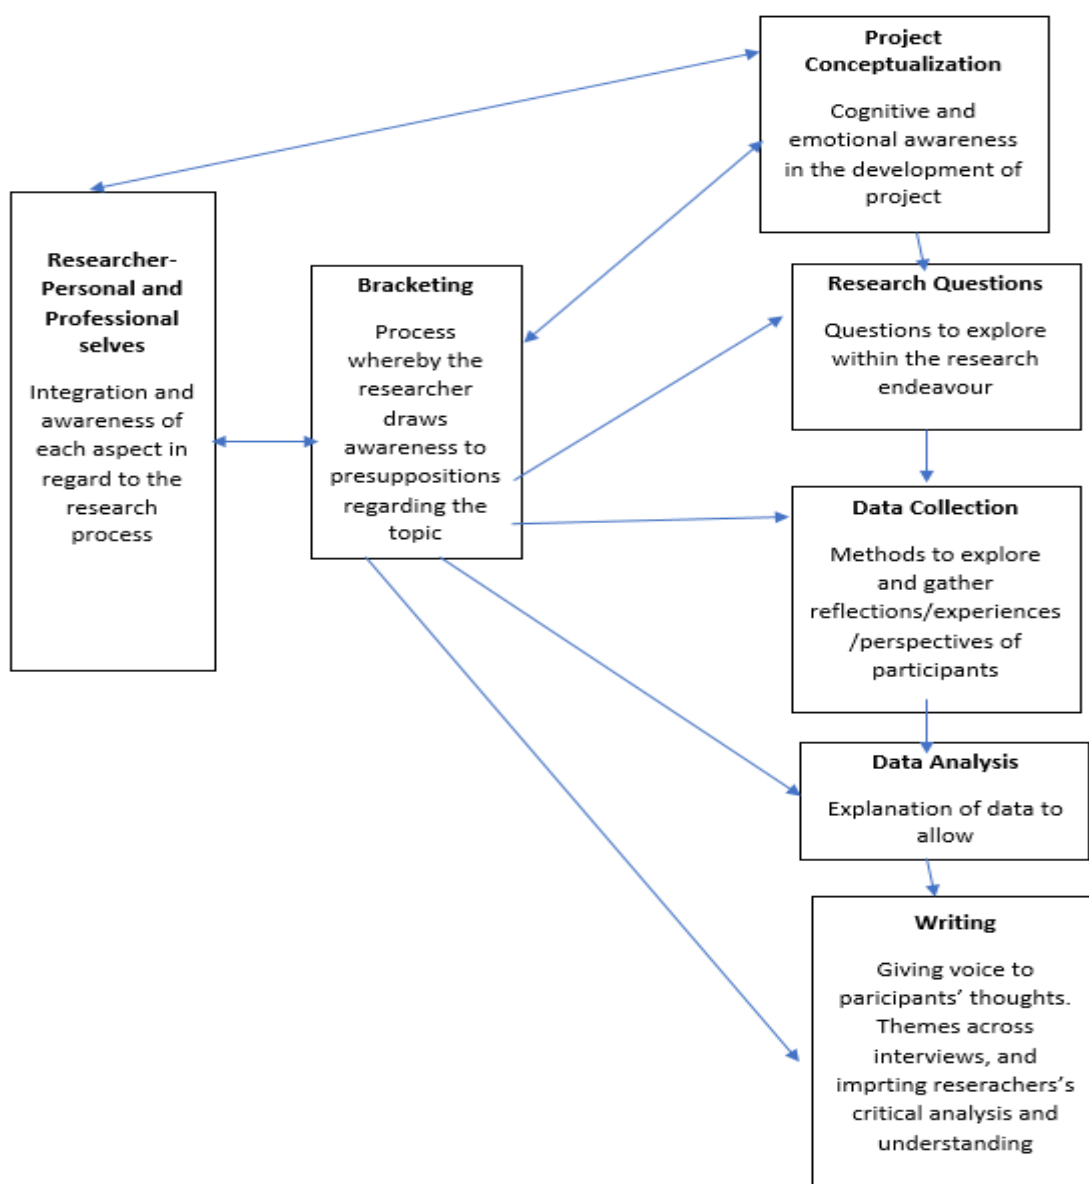 Project
Conceptualization
Cognitive and
emotional awareness
in the development of
project
Researcher-
Personal and
Professional
selves
Integration and
awareness of
each aspect in
regard to the
research
process
Bracketing
Process
whereby the
researcher
draws
awareness to
presuppositions
regarding the
topic
Research Questions
Questions to explore
within the research
endeavour
Data Collection
Methods to explore
and gather
reflections/experiences
/perspectives of
participants
Data Analysis
Explanation of data to
allow
Writing
Giving voice to
paricipants’ thoughts.
Themes across
interviews, and
imprting reserachers’s
critical analysis and
understanding